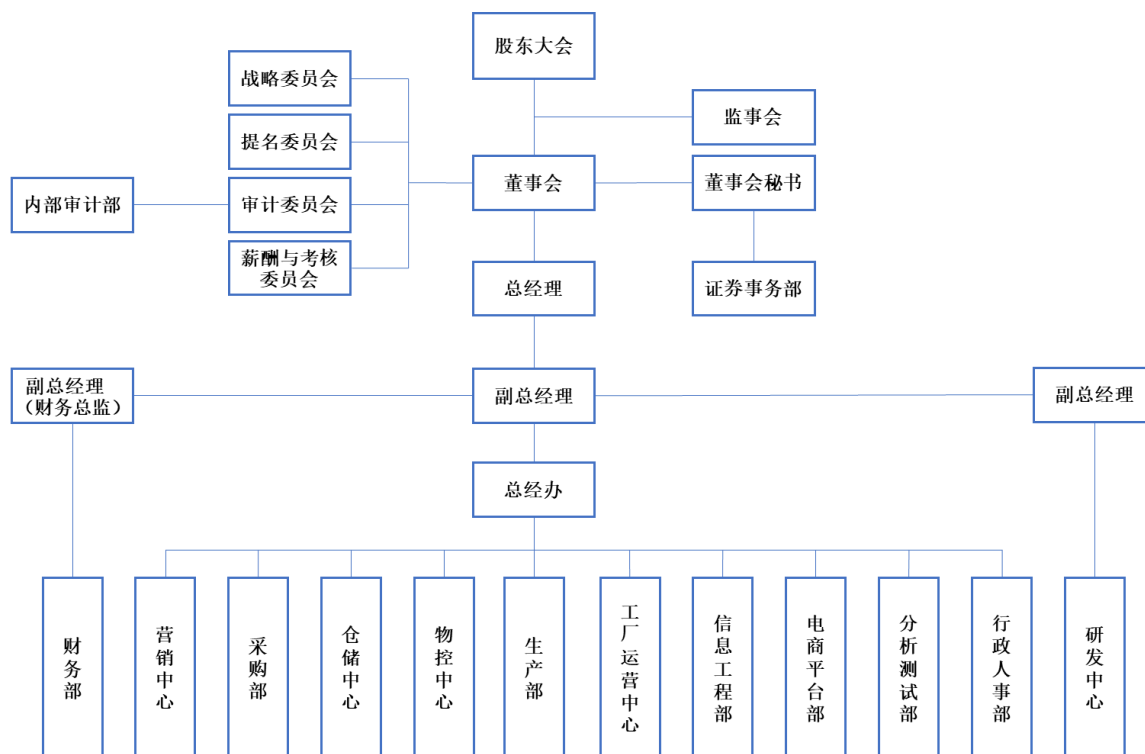 股东大会
战略委员会
监事会
提名委员会
董事会
董事会秘书
内部审计部
审计委员会
薪酬与考核
委员会
总经理
证券事务部
副总经理
（财务总监）
副总经理
副总经理
总经办
财务部
营销中心
采购部
仓储中心
物控中心
生产部
工厂运营中心
信息工程部
电商平台部
分析测试部
行政人事部
研发中心